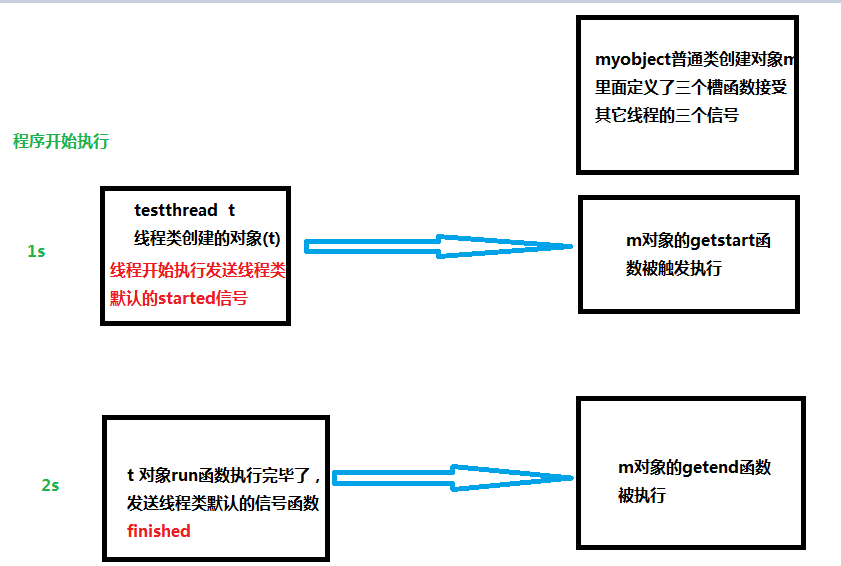 myobject普通类创建对象m
里面定义了三个槽函数接受
其它线程的三个信号
程序开始执行
1s
testthread t
线程类创建的对象(t)
线程开始执行发送线程类
默认的started信号
m对象的getstart函
数被触发执行
2s
t 对象run函数执行完毕了，
发送线程类默认的信号函数
finished
m对象的getend函数
被执行